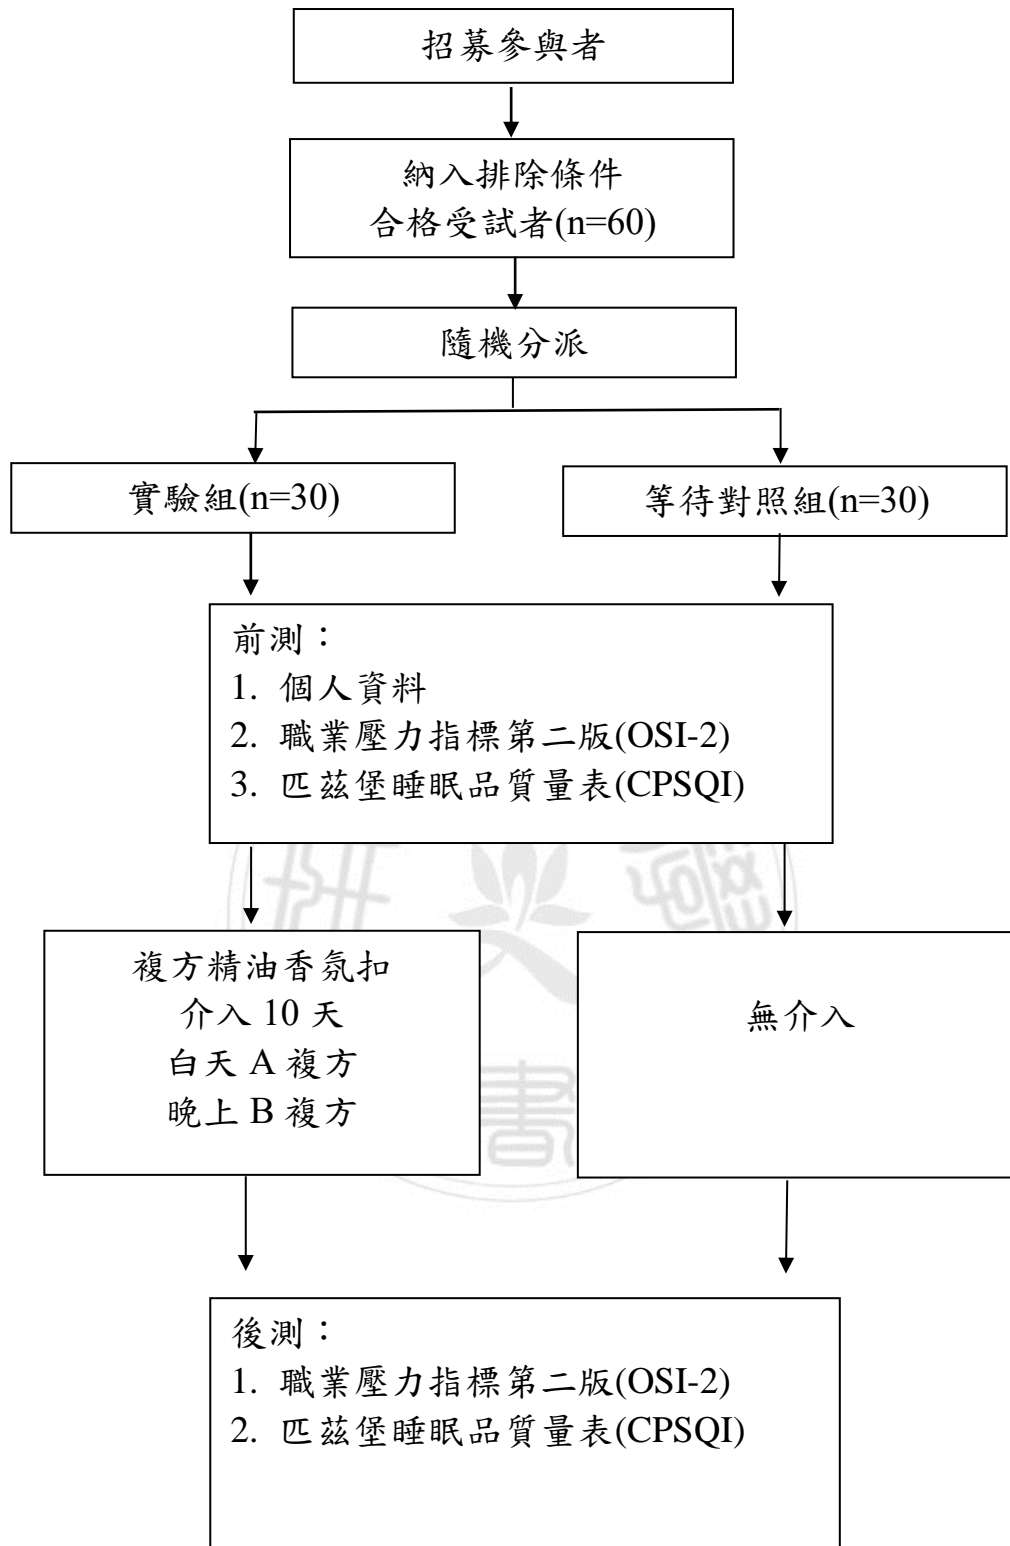 招募參與者
納入排除條件
合格受試者(n=60)
隨機分派
實驗組(n=30)
等待對照組(n=30)
前測：
1. 個人資料
2. 職業壓力指標第二版(OSI-2)
3. 匹茲堡睡眠品質量表(CPSQI)
複方精油香氛扣
介入 10 天
白天 A 複方
晚上 B 複方
無介入
後測：
1. 職業壓力指標第二版(OSI-2)
2. 匹茲堡睡眠品質量表(CPSQI)